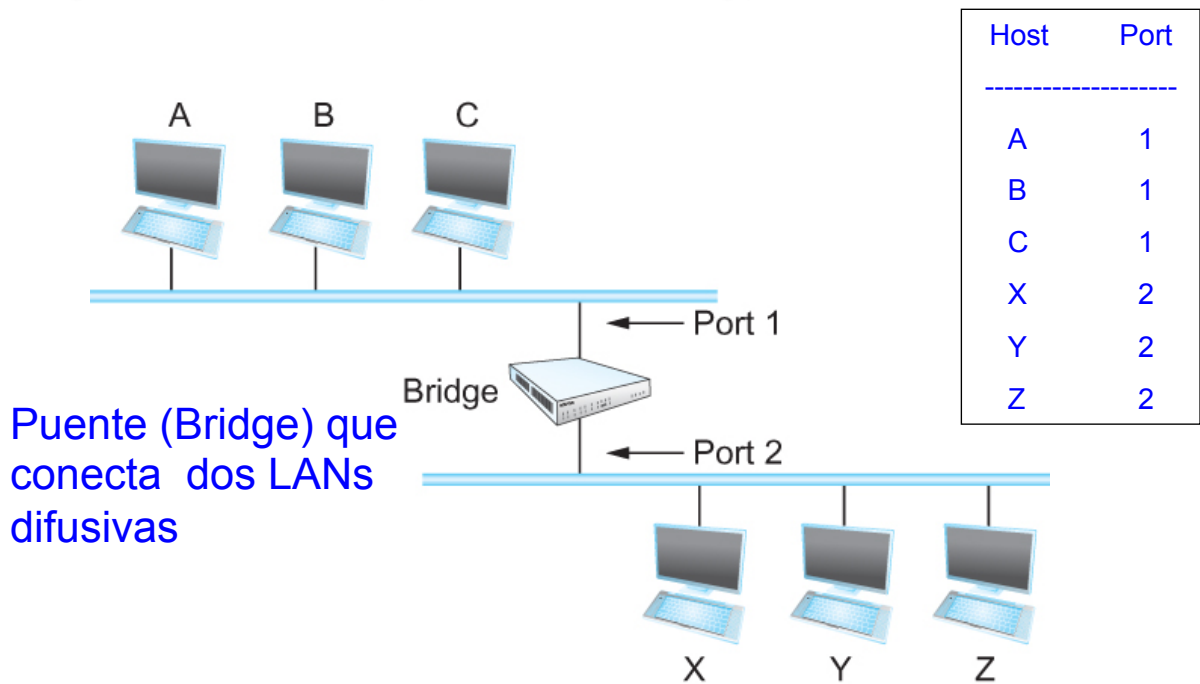 Host Port
---------------------
A 1
B 1
C 1
X 2
Y 2
Z 2
A B C
Port 1
Bridge
Port 2
Puente (Bridge) que
conecta dos LANs
difusivas
X Y Z